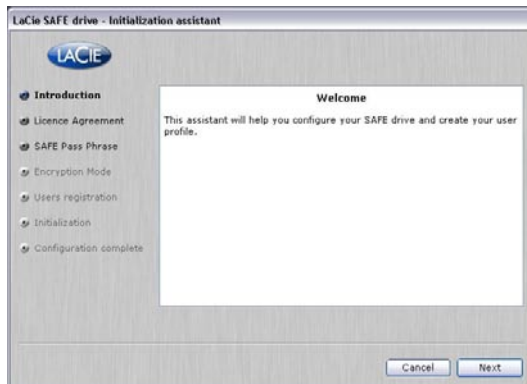 LaCie SAFE drive - Initialization assistant
LACIE
Introduction
Licence Agreement
SAFE Pass Phrase
Encryption Mode
Users registration
Initialization
Configuration complete
Welcome
This assistant will help you configure your SAFE drive and create your user
profile.
Cancel
Next